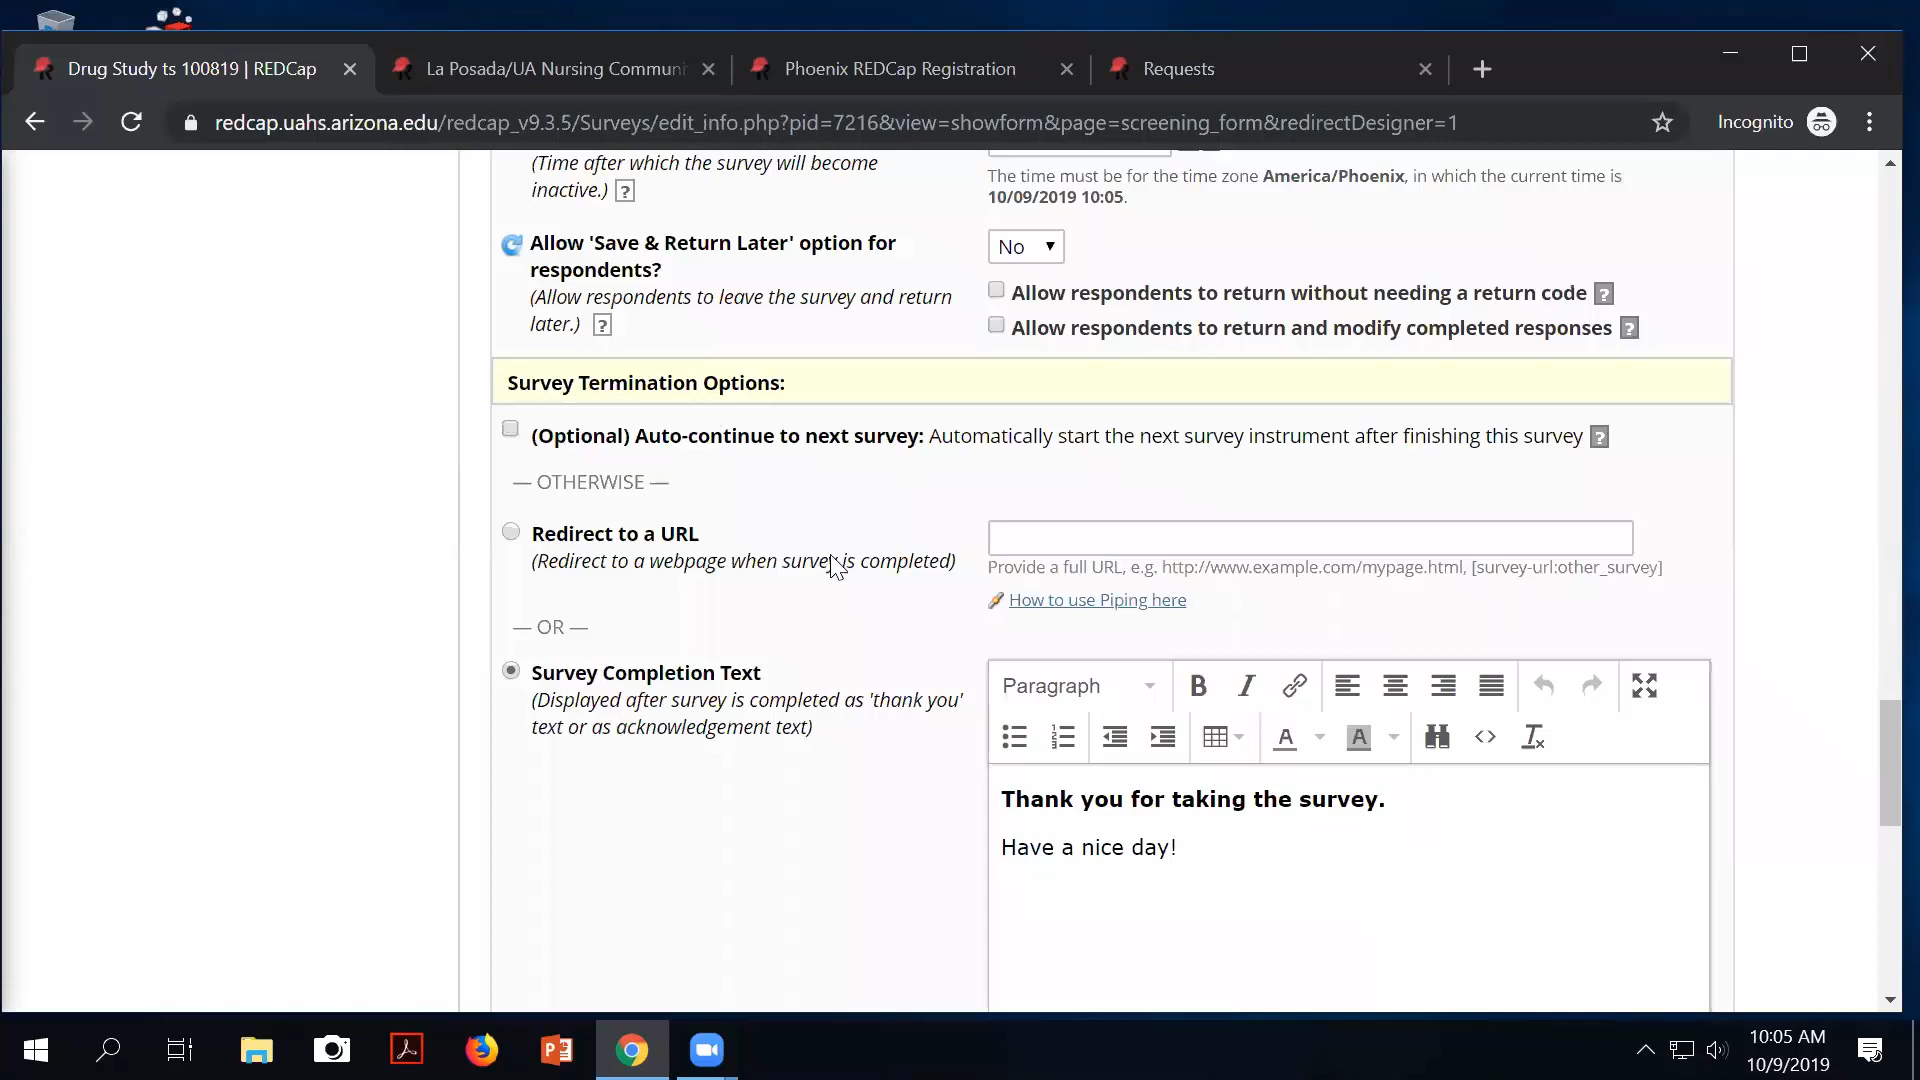 Drug Study ts 100819 | REDCap
La Posada/UA Nursing Communi
Phoenix REDCap Registration
Requests
redcap.uahs.arizona.edu/redcap_v9.3.5/Surveys/edit_info.php?pid=7216&view=showform&page=screening_form&redirectDesigner=1
Incognito
(Time after which the survey will become
inactive.) ?
The time must be for the time zone America/Phoenix, in which the current time is
10/09/2019 10:05.
Allow 'Save & Return Later' option for
respondents?
(Allow respondents to leave the survey and return
later.) ?
No
Allow respondents to return without needing a return code ?
Allow respondents to return and modify completed responses ?
Survey Termination Options:
(Optional) Auto-continue to next survey: Automatically start the next survey instrument after finishing this survey ?
— OTHERWISE —
Redirect to a URL
(Redirect to a webpage when survey is completed)
Provide a full URL, e.g. http://www.example.com/mypage.html, [survey-url:other_survey]
How to use Piping here
— OR —
Survey Completion Text
(Displayed after survey is completed as 'thank you'
text or as acknowledgement text)
Paragraph
Thank you for taking the survey.
Have a nice day!
10:05 AM
10/9/2019